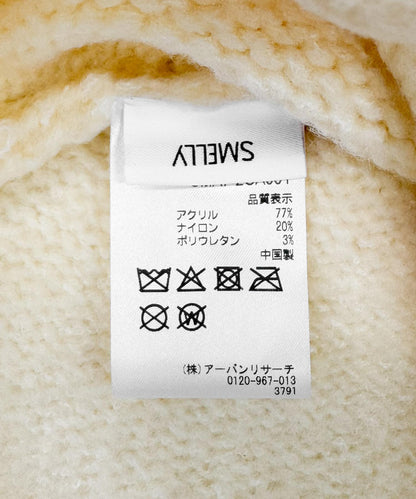 SMELLY
品質表示
アクリル 77%
ナイロン 20%
ポリウレタン 3%
中国製
W
(株)アーバンリサーチ
0120-967-013
3791